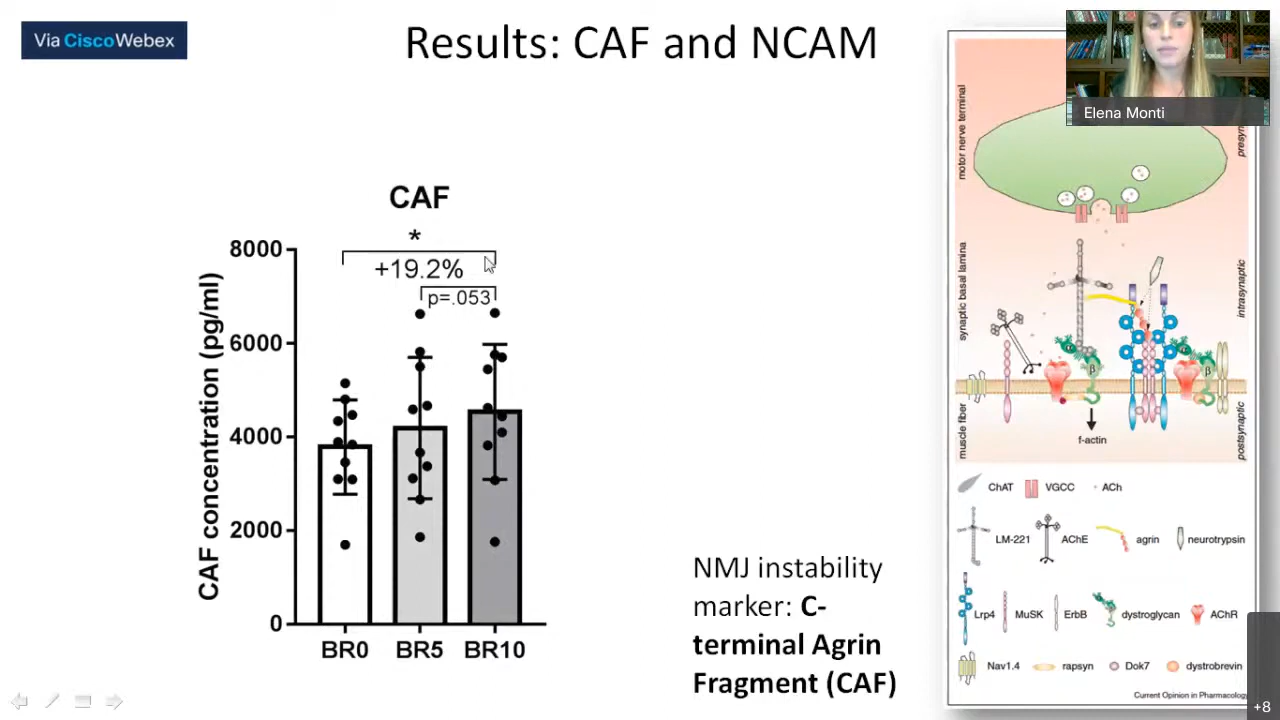 Via CiscoWebex
Results: CAF and NCAM
Elena Monti
CAF
*
+19.2%
p=.053
CAF concentration (pg/ml)
8000
6000
4000
2000
0
BR0 BR5 BR10
NMJ instability
marker: C-
terminal Agrin
Fragment (CAF)
motor nerve terminal
synaptic basal lamina
intrasynaptic
muscle fiber
postsynaptic
β
β
f-actin
ChAT VGCC ACh
LM-221 AChE agrin neurotrypsin
Lrp4 MuSK ErbB dystroglycan AChR
Nav1.4 rapsyn Dok7 dystrobrevin
Current Opinion in Pharmacology
+8